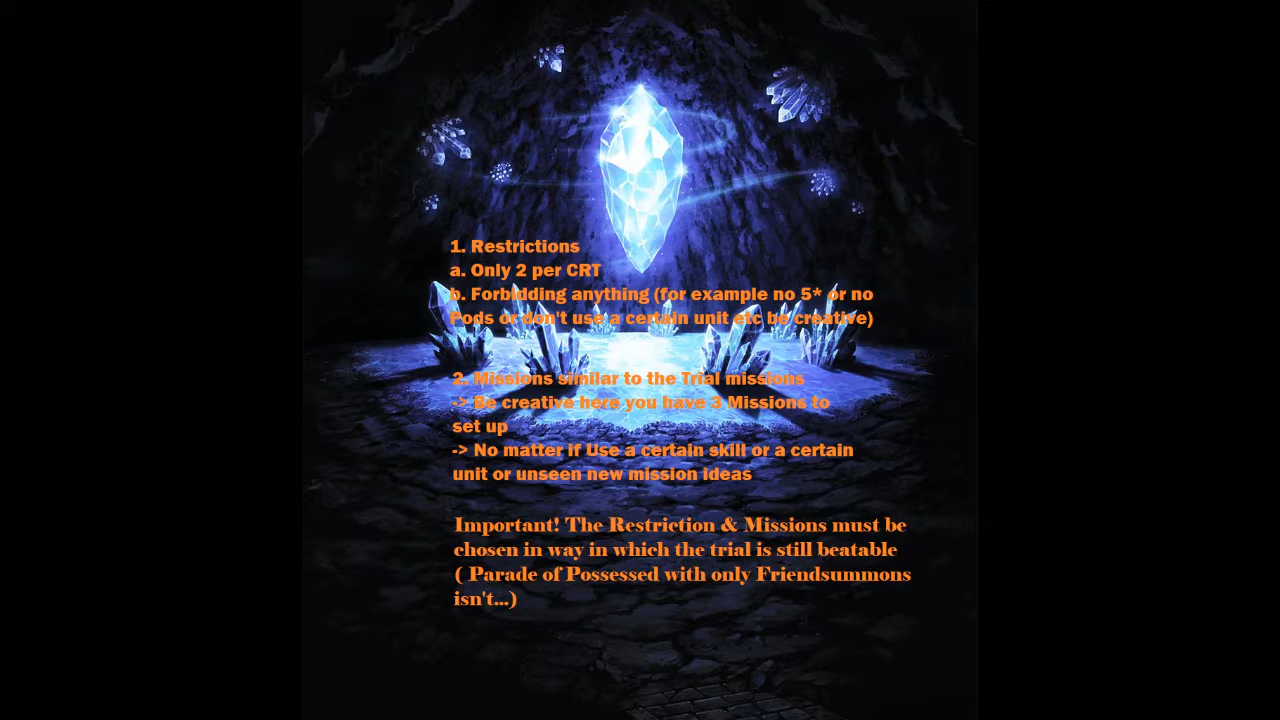 1. Restrictions
a. Only 2 per CRT
b. Forbidding anything (for example no 5* or no
Pods or don't use a certain unit etc be creative)
2. Missions similar to the Trial missions
-> Be creative here you have 3 Missions to
set up
-> No matter if Use a certain skill or a certain
unit or unseen new mission ideas
Important! The Restriction & Missions must be
chosen in way in which the trial is still beatable
( Parade of Possessed with only Friendsummons
isn't...)